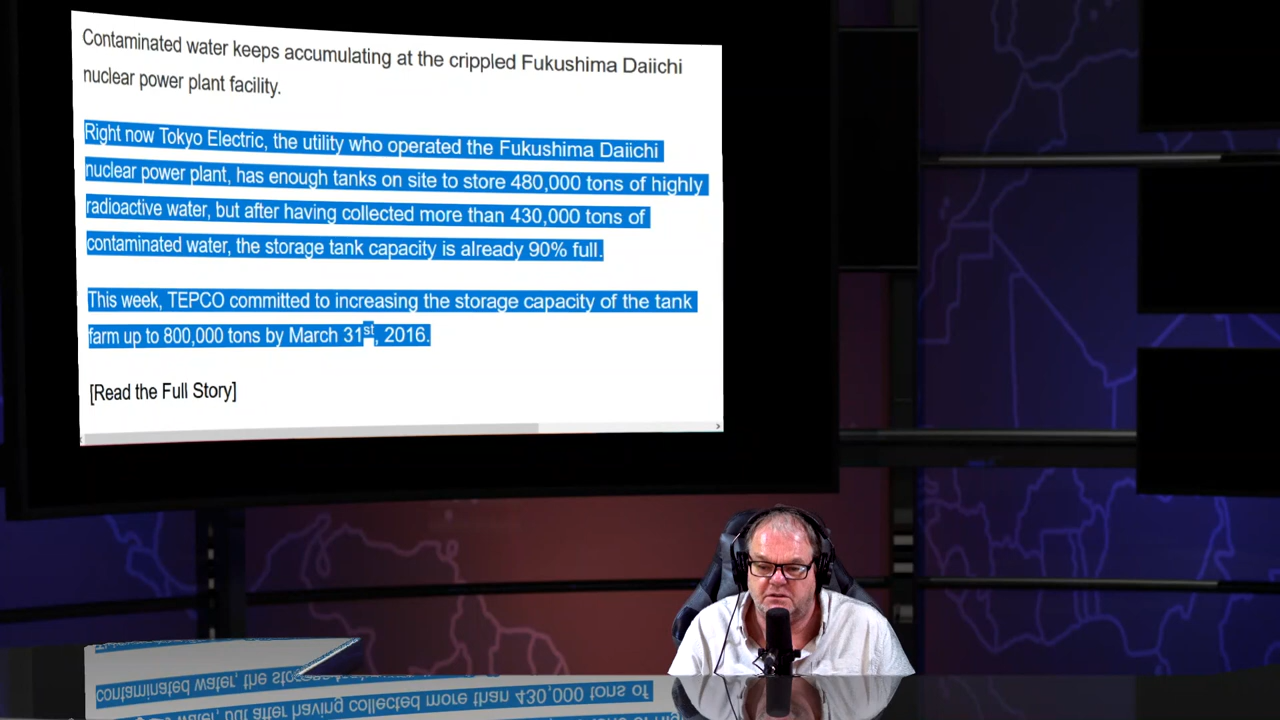 Contaminated water keeps accumulating at the crippled Fukushima Daiichi
nuclear power plant facility.
Right now Tokyo Electric, the utility who operated the Fukushima Daiichi
nuclear power plant, has enough tanks on site to store 480,000 tons of highly
radioactive water, but after having collected more than 430,000 tons of
contaminated water, the storage tank capacity is already 90% full.
This week, TEPCO committed to increasing the storage capacity of the tank
farm up to 800,000 tons by March 31st, 2016.
[Read the Full Story]